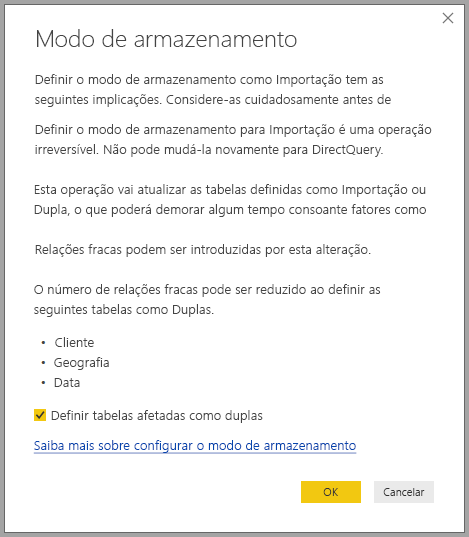 Modo de armazenamento
Definir o modo de armazenamento como Importação tem as
seguintes implicações. Considere-as cuidadosamente antes de
Definir o modo de armazenamento para Importação é uma operação
irreversível. Não pode mudá-la novamente para DirectQuery.
Esta operação vai atualizar as tabelas definidas como Importação ou
Dupla, o que poderá demorar algum tempo consoante fatores como
Relações fracas podem ser introduzidas por esta alteração.
O número de relações fracas pode ser reduzido ao definir as
seguintes tabelas como Duplas.
• Cliente
• Geografia
• Data
Definir tabelas afetadas como duplas
Saiba mais sobre configurar o modo de armazenamento
OK
Cancelar